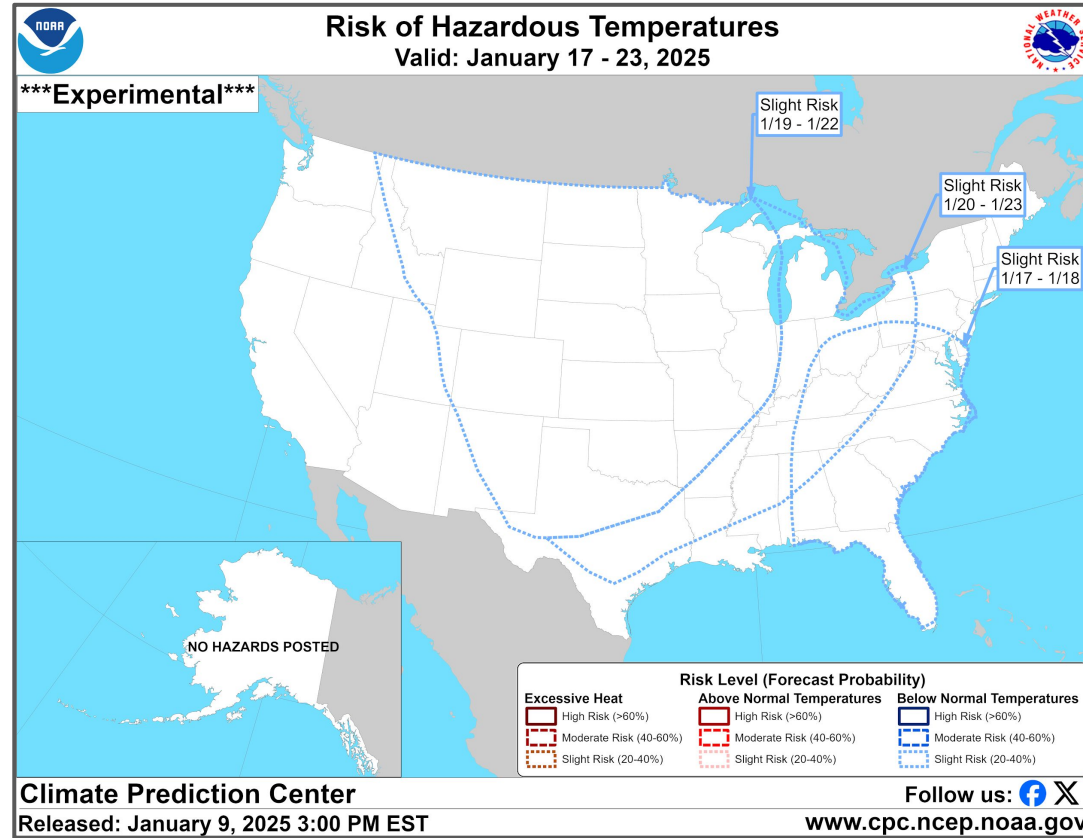 NOAA
Risk of Hazardous Temperatures
Valid: January 17 - 23, 2025
NATIONAL WEATHER
***Experimental***
Slight Risk
1/19 - 1/22
Slight Risk
1/20 - 1/23
Slight Risk
1/17 - 1/18
NO HAZARDS POSTED
Risk Level (Forecast Probability)
Excessive Heat
High Risk (>60%)
Moderate Risk (40-60%)
Slight Risk (20-40%)
Above Normal Temperatures
High Risk (>60%)
Moderate Risk (40-60%)
Slight Risk (20-40%)
Below Normal Temperatures
High Risk (>60%)
Moderate Risk (40-60%)
Slight Risk (20-40%)
Climate Prediction Center
Follow us:
Released: January 9, 2025 3:00 PM EST
www.cpc.ncep.noaa.gov